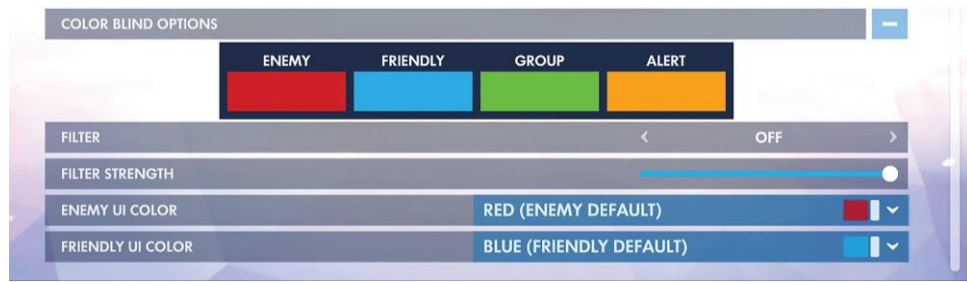 COLOR BLIND OPTIONS
ENEMY FRIENDLY GROUP ALERT
FILTER OFF
FILTER STRENGTH
ENEMY UI COLOR RED (ENEMY DEFAULT)
FRIENDLY UI COLOR BLUE (FRIENDLY DEFAULT)